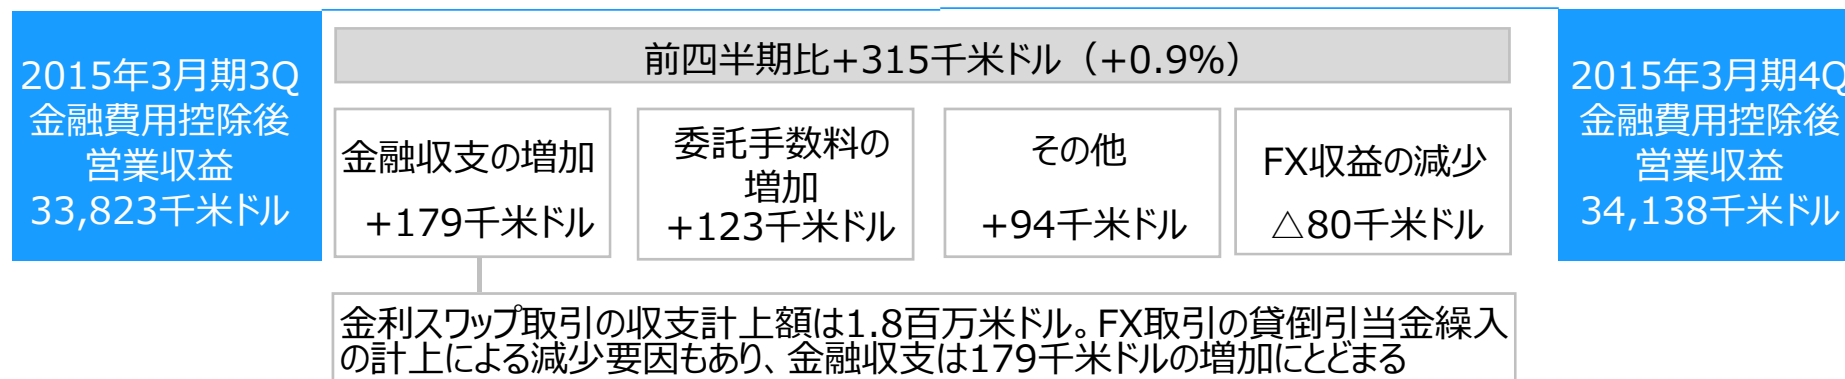 2015年3月期3Q
金融費用控除後
営業収益
33,823千米ドル
前四半期比+315千米ドル（+0.9%）
金融収支の増加
+179千米ドル
委託手数料の
増加
+123千米ドル
その他
+94千米ドル
FX収益の減少
△80千米ドル
2015年3月期4Q
金融費用控除後
営業収益
34,138千米ドル
金利スワップ取引の収支計上額は1.8百万米ドル。FX取引の貸倒引当金繰入
の計上による減少要因もあり、金融収支は179千米ドルの増加にとどまる